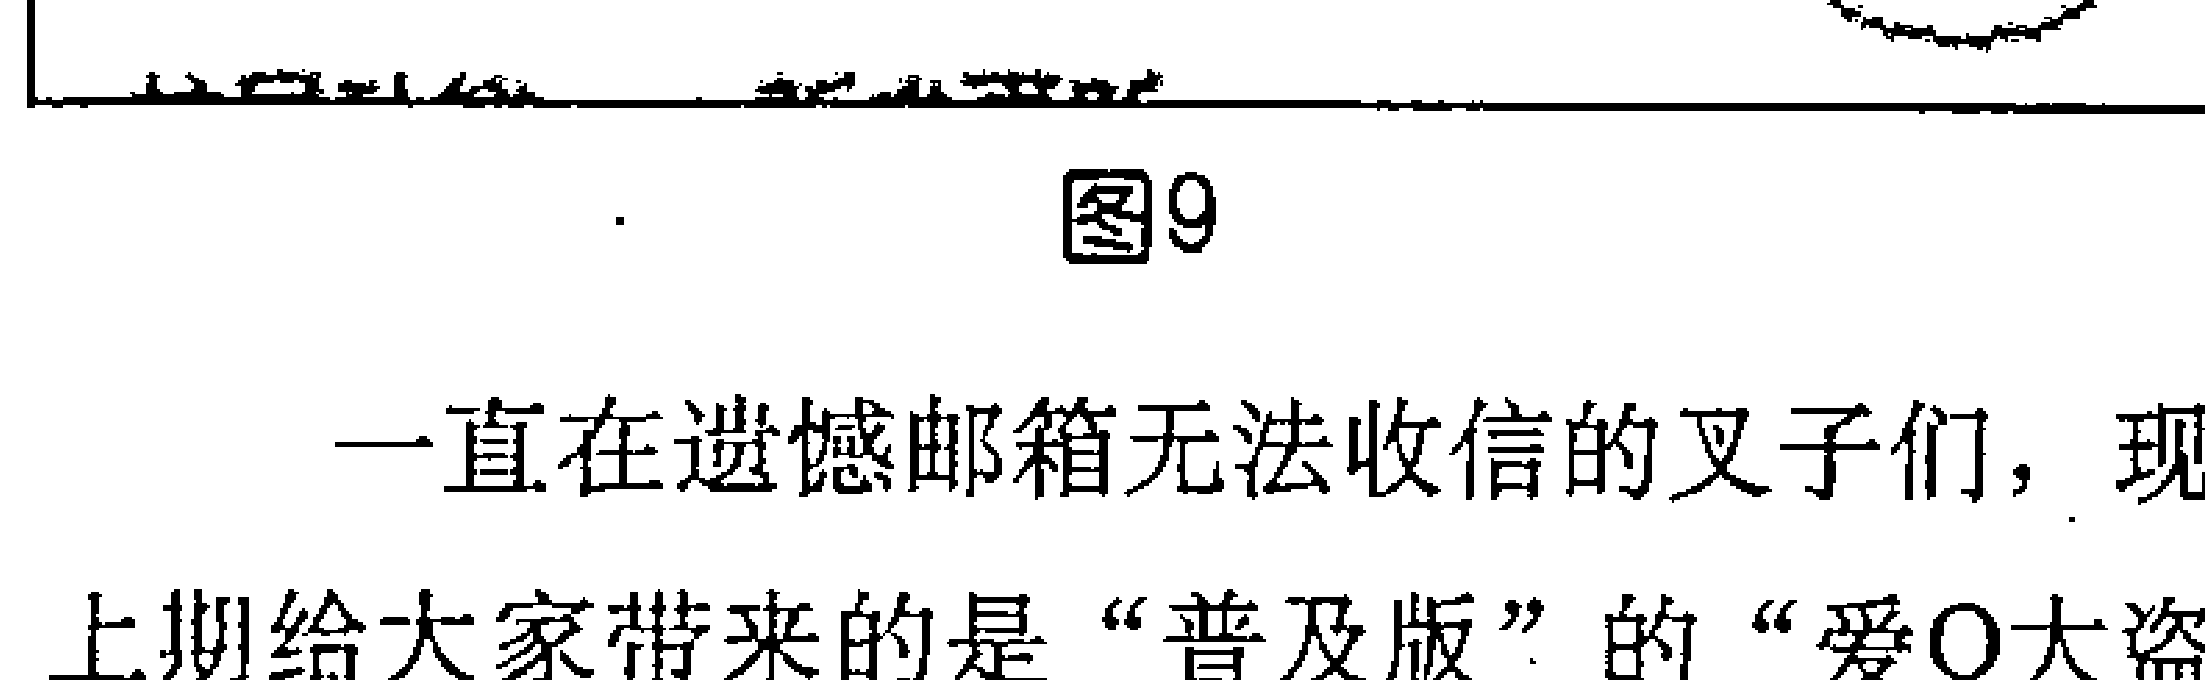 图9
一直在遗憾邮箱无法收信的叉子们，现
上期给大家带来的是“普及版”的“爱O大盗